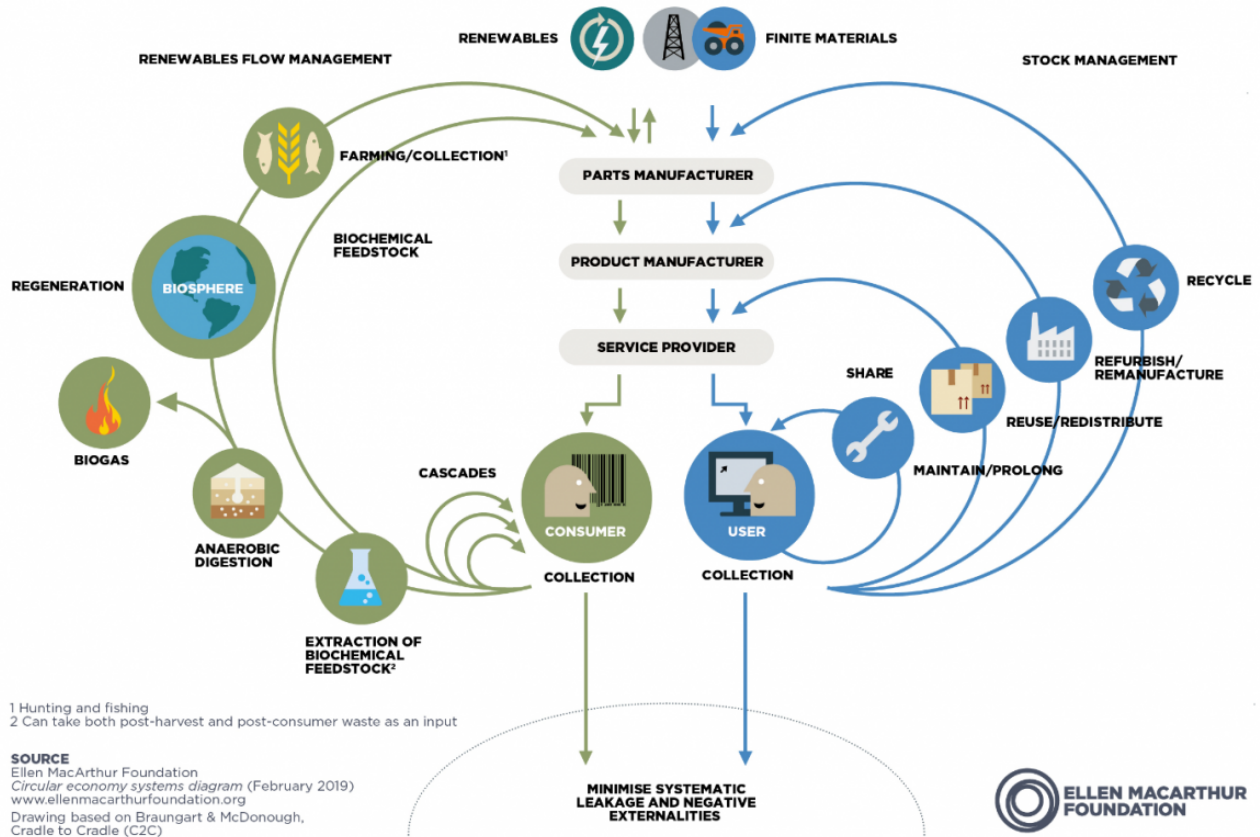 RENEWABLES
FINITE MATERIALS
RENEWABLES FLOW MANAGEMENT
STOCK MANAGEMENT
FARMING/COLLECTION¹
PARTS MANUFACTURER
BIOCHEMICAL
FEEDSTOCK
PRODUCT MANUFACTURER
REGENERATION
BIOSPHERE
RECYCLE
SERVICE PROVIDER
SHARE
REFURBISH/
REMANUFACTURE
REUSE/REDISTRIBUTE
BIOGAS
CASCADES
MAINTAIN/PROLONG
CONSUMER
USER
ANAEROBIC
DIGESTION
COLLECTION
COLLECTION
EXTRACTION OF
BIOCHEMICAL
FEEDSTOCK²
1 Hunting and fishing
2 Can take both post-harvest and post-consumer waste as an input
SOURCE
Ellen MacArthur Foundation
Circular economy systems diagram (February 2019)
www.ellenmacarthurfoundation.org
Drawing based on Braungart & McDonough,
Cradle to Cradle (C2C)
MINIMISE SYSTEMATIC
LEAKAGE AND NEGATIVE
EXTERNALITIES
ELLEN MACARTHUR
FOUNDATION